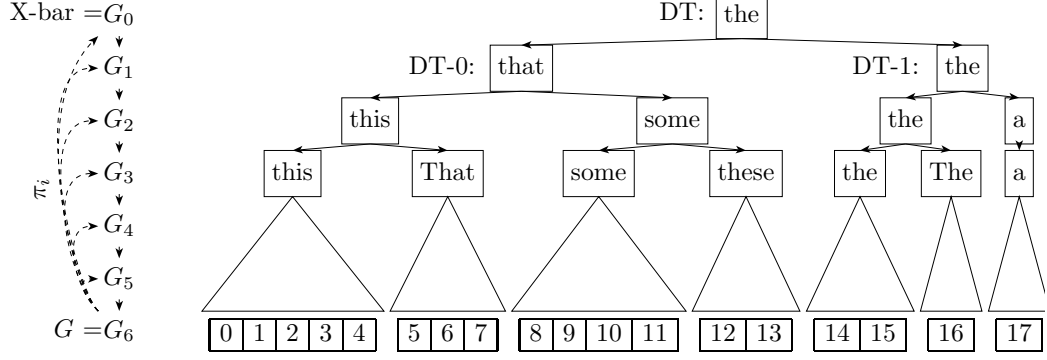 X-bar = G0 DT: the
G1 DT-0: that DT-1: the
G2 this some the a
πi G3 this That some these the The a
G4
G5
G = G6 0 1 2 3 4 5 6 7 8 9 10 11 12 13 14 15 16 17